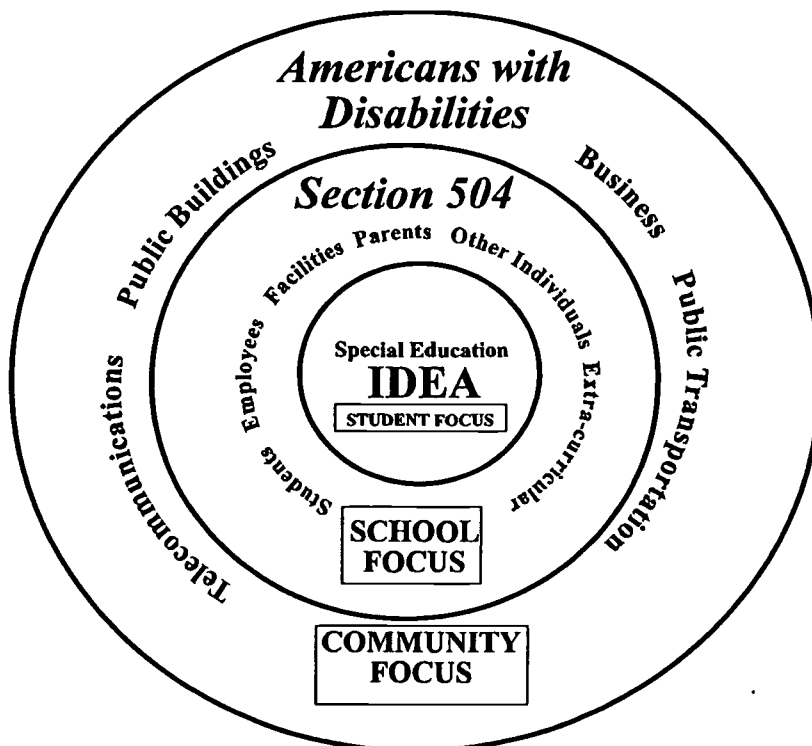 Americans with
Disabilities
Public Buildings
Business
Telecommunications
Public Transportation
Section 504
Students
Employees
Facilities
Parents
Other Individuals
Extra-curricular
Special Education
IDEA
STUDENT FOCUS
SCHOOL
FOCUS
COMMUNITY
FOCUS